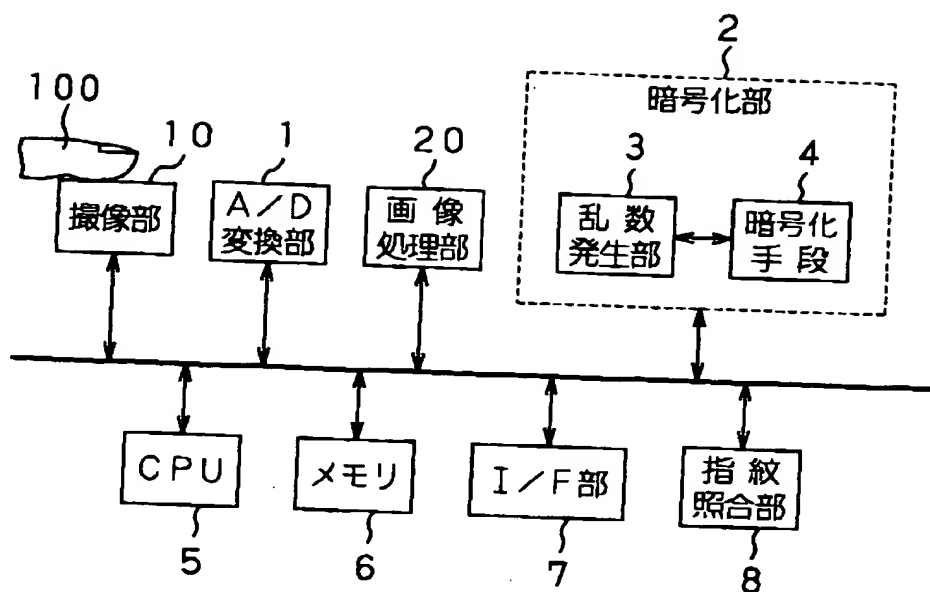 2
暗号化部
100
10
1
20
3
4
撮像部
A/D
変換部
画像
処理部
乱数
発生部
暗号化
手段
CPU
メモリ
I/F部
指紋
照合部
5
6
7
8